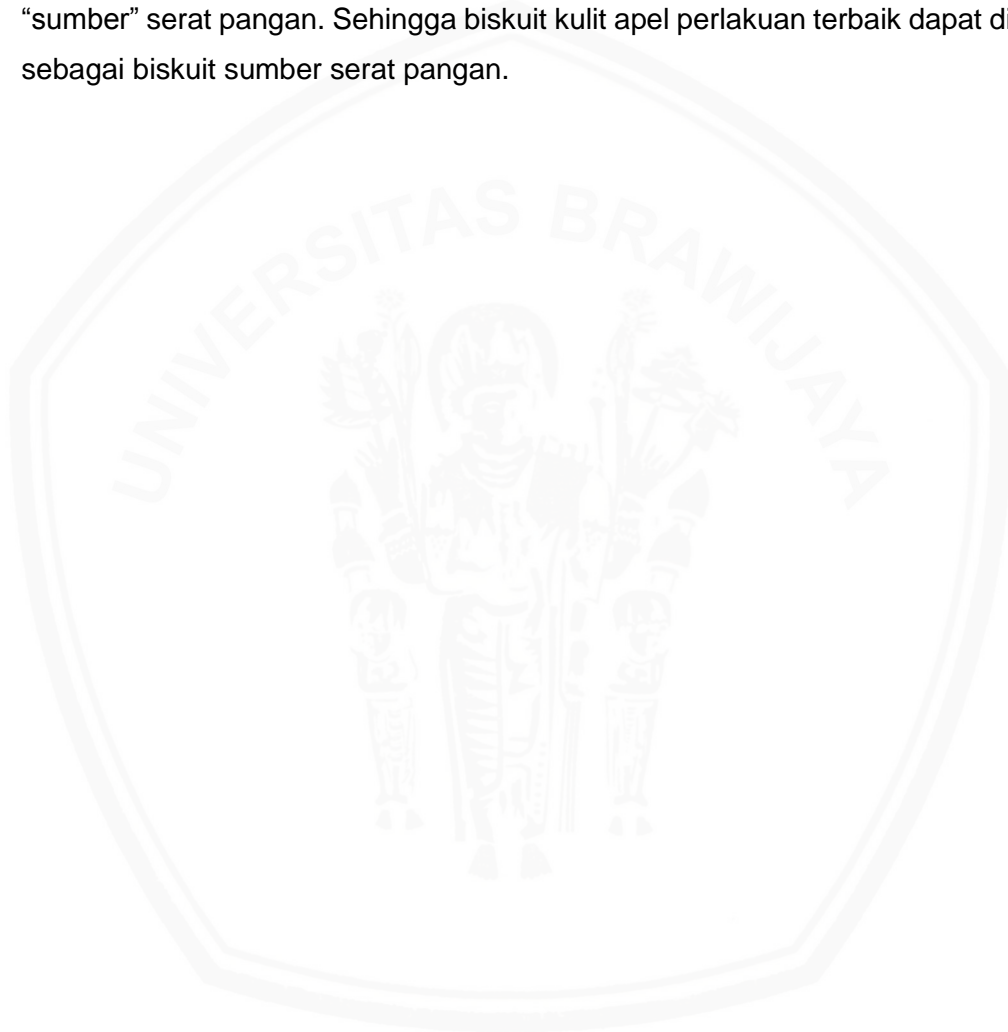 “sumber” serat pangan. Sehingga biskuit kulit apel perlakuan terbaik dapat
sebagai biskuit sumber serat pangan.
UNIVERSITAS BRAWIJAYA